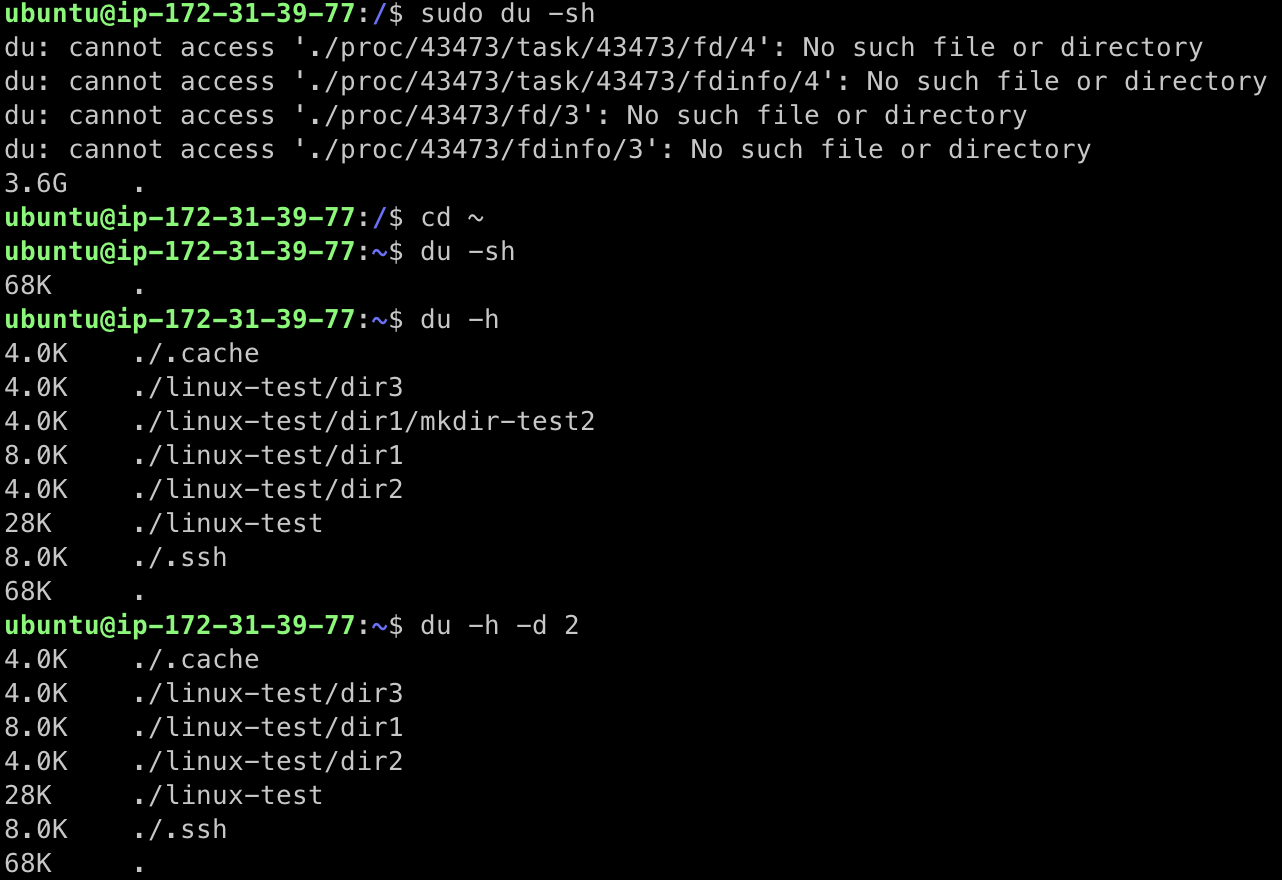 ubuntu@ip-172-31-39-77:/$ sudo du -sh
du: cannot access './proc/43473/task/43473/fd/4': No such file or directory
du: cannot access './proc/43473/task/43473/fdinfo/4': No such file or directory
du: cannot access './proc/43473/fd/3': No such file or directory
du: cannot access './proc/43473/fdinfo/3': No such file or directory
3.6G    .
ubuntu@ip-172-31-39-77:/$ cd ~
ubuntu@ip-172-31-39-77:~$ du -sh
68K     .
ubuntu@ip-172-31-39-77:~$ du -h
4.0K    ./.cache
4.0K    ./linux-test/dir3
4.0K    ./linux-test/dir1/mkdir-test2
8.0K    ./linux-test/dir1
4.0K    ./linux-test/dir2
28K     ./linux-test
8.0K    ./.ssh
68K     .
ubuntu@ip-172-31-39-77:~$ du -h -d 2
4.0K    ./.cache
4.0K    ./linux-test/dir3
8.0K    ./linux-test/dir1
4.0K    ./linux-test/dir2
28K     ./linux-test
8.0K    ./.ssh
68K     .